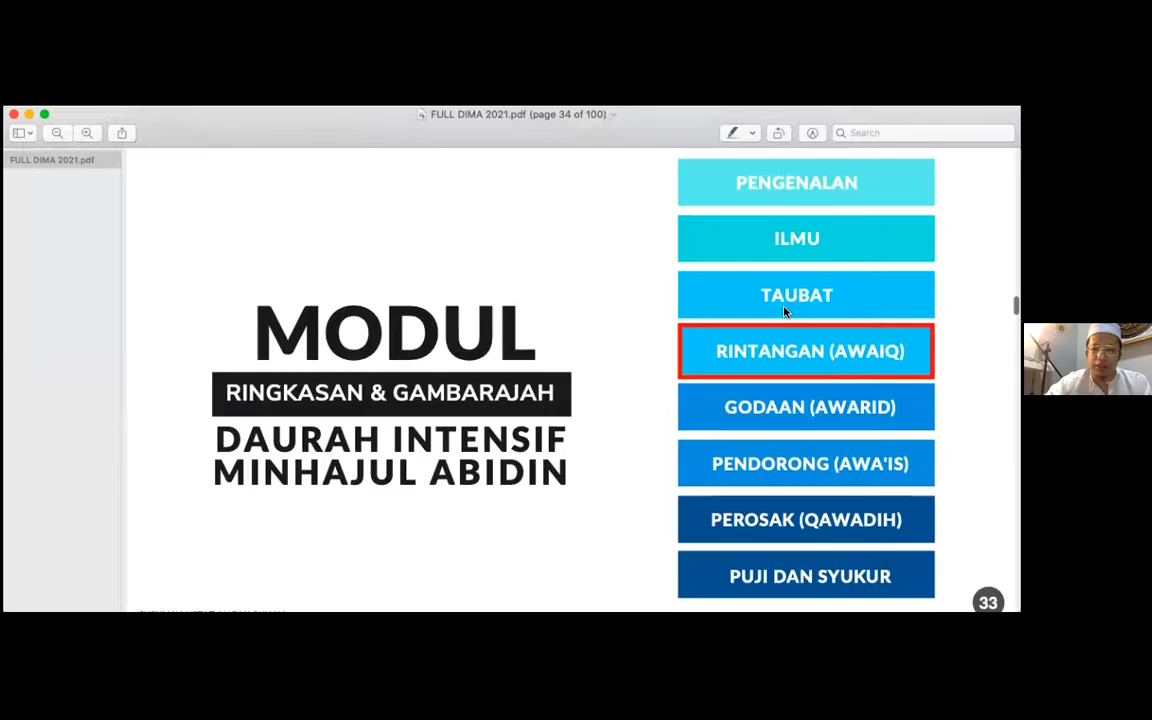 FULL DIMA 2021.pdf (page 34 of 100)
Search
FULL DIMA 2021.pdf
MODUL
RINGKASAN & GAMBARAJAH
DAURAH INTENSIF
MINHAJUL ABIDIN
PENGENALAN
ILMU
TAUBAT
RINTANGAN (AWAIQ)
GODAAN (AWARID)
PENDORONG (AWA'IS)
PEROSAK (QAWADIH)
PUJI DAN SYUKUR
33